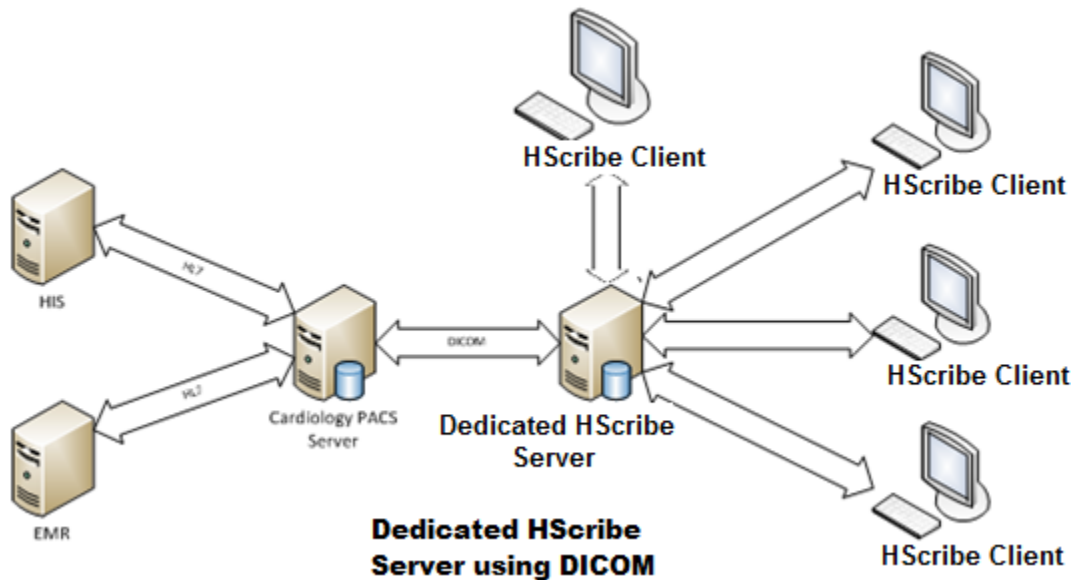 HScribe Client
HScribe Client
HL7
HIS
DICOM
HScribe Client
HL7
Cardiology PACS
Server
Dedicated HScribe
Server
EMR
Dedicated HScribe
Server using DICOM
HScribe Client